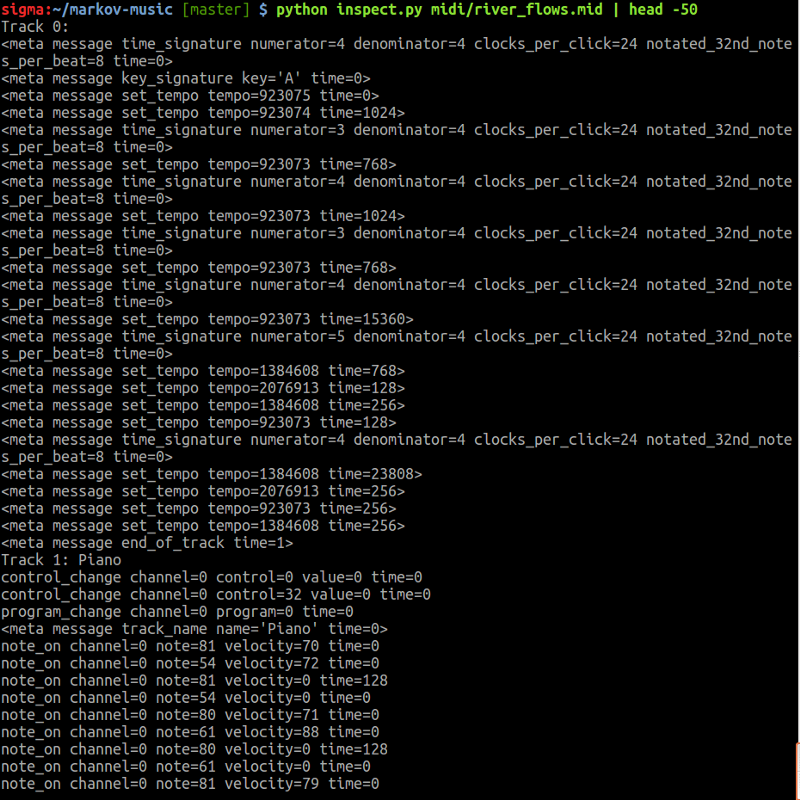 sigma:~/markov-music [master] $ python inspect.py midi/river_flows.mid | head -50
Track 0:
<meta message time_signature numerator=4 denominator=4 clocks_per_click=24 notated_32nd_note
s_per_beat=8 time=0>
<meta message key_signature key='A' time=0>
<meta message set_tempo tempo=923075 time=0>
<meta message set_tempo tempo=923074 time=1024>
<meta message time_signature numerator=3 denominator=4 clocks_per_click=24 notated_32nd_note
s_per_beat=8 time=0>
<meta message set_tempo tempo=923073 time=768>
<meta message time_signature numerator=4 denominator=4 clocks_per_click=24 notated_32nd_note
s_per_beat=8 time=0>
<meta message set_tempo tempo=923073 time=1024>
<meta message time_signature numerator=3 denominator=4 clocks_per_click=24 notated_32nd_note
s_per_beat=8 time=0>
<meta message set_tempo tempo=923073 time=768>
<meta message time_signature numerator=4 denominator=4 clocks_per_click=24 notated_32nd_note
s_per_beat=8 time=0>
<meta message set_tempo tempo=923073 time=15360>
<meta message time_signature numerator=5 denominator=4 clocks_per_click=24 notated_32nd_note
s_per_beat=8 time=0>
<meta message set_tempo tempo=1384608 time=768>
<meta message set_tempo tempo=2076913 time=128>
<meta message set_tempo tempo=1384608 time=256>
<meta message set_tempo tempo=923073 time=128>
<meta message time_signature numerator=4 denominator=4 clocks_per_click=24 notated_32nd_note
s_per_beat=8 time=0>
<meta message set_tempo tempo=1384608 time=23808>
<meta message set_tempo tempo=2076913 time=256>
<meta message set_tempo tempo=923073 time=256>
<meta message set_tempo tempo=1384608 time=256>
<meta message end_of_track time=1>
Track 1: Piano
control_change channel=0 control=0 value=0 time=0
control_change channel=0 control=32 value=0 time=0
program_change channel=0 program=0 time=0
<meta message track_name name='Piano' time=0>
note_on channel=0 note=81 velocity=70 time=0
note_on channel=0 note=54 velocity=72 time=0
note_on channel=0 note=81 velocity=0 time=128
note_on channel=0 note=54 velocity=0 time=0
note_on channel=0 note=80 velocity=71 time=0
note_on channel=0 note=61 velocity=88 time=0
note_on channel=0 note=80 velocity=0 time=128
note_on channel=0 note=61 velocity=0 time=0
note_on channel=0 note=81 velocity=79 time=0